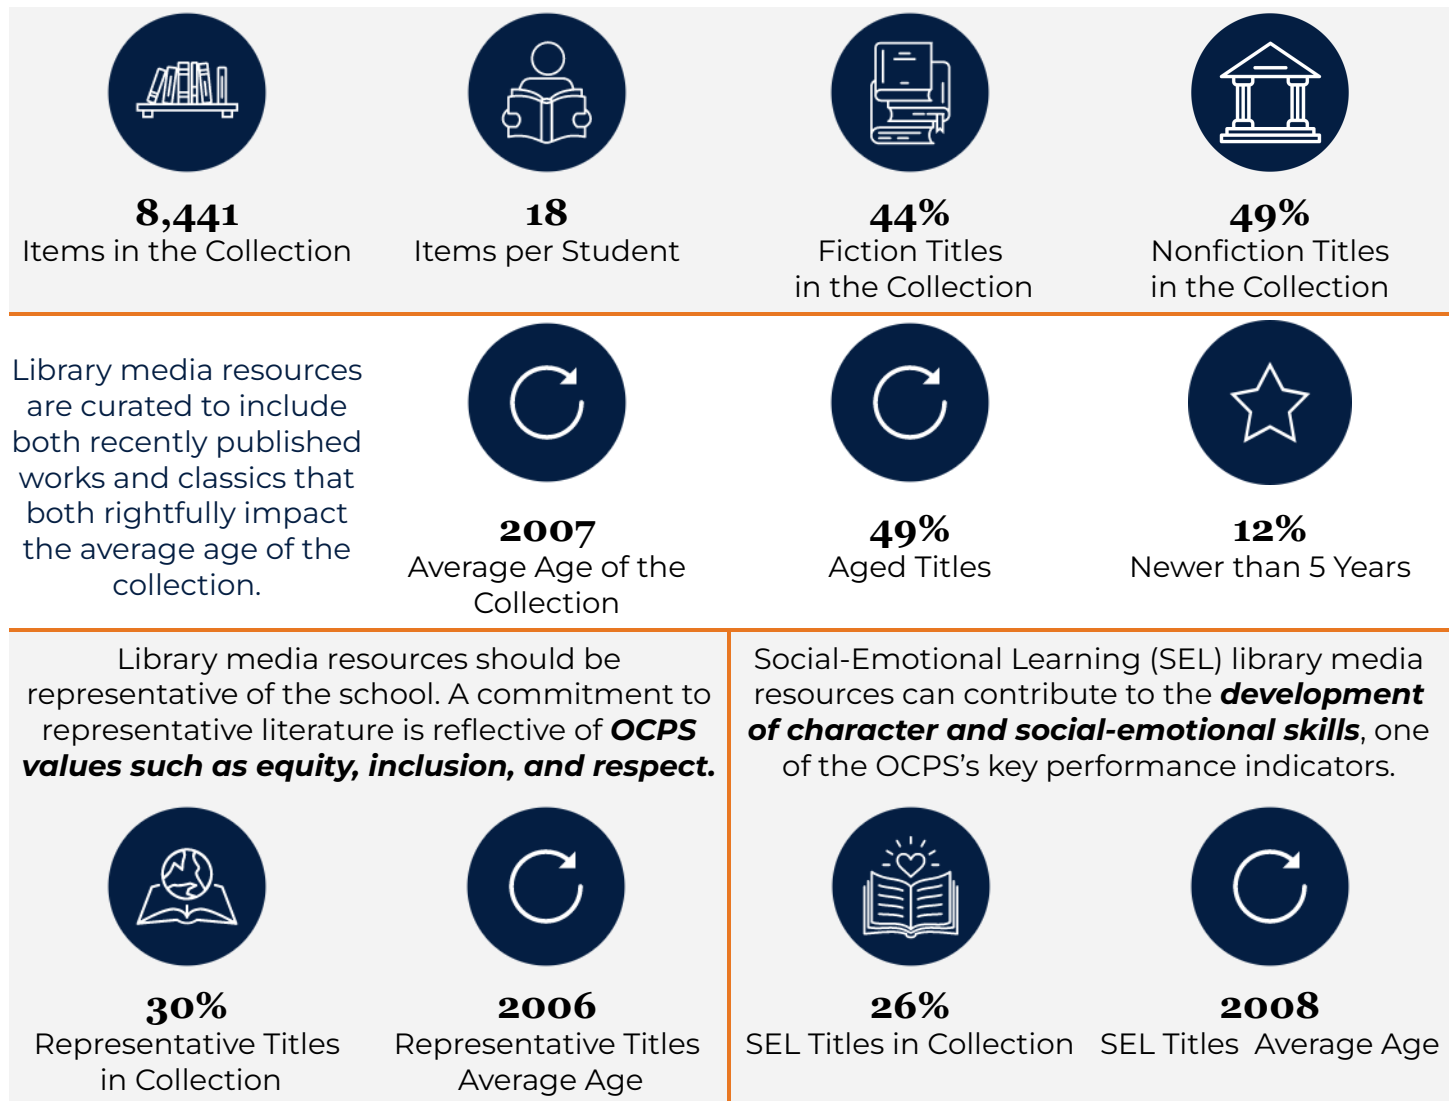 8,441
Items in the Collection
18
Items per Student
44%
Fiction Titles
in the Collection
49%
Nonfiction Titles
in the Collection
Library media resources
are curated to include
both recently published
works and classics that
both rightfully impact
the average age of the
collection.
2007
Average Age of the
Collection
49%
Aged Titles
12%
Newer than 5 Years
Library media resources should be
representative of the school. A commitment to
representative literature is reflective of OCPS
values such as equity, inclusion, and respect.
30%
Representative Titles
in Collection
2006
Representative Titles
Average Age
Social-Emotional Learning (SEL) library media
resources can contribute to the development
of character and social-emotional skills, one
of the OCPS’s key performance indicators.
26%
SEL Titles in Collection
2008
SEL Titles  Average Age